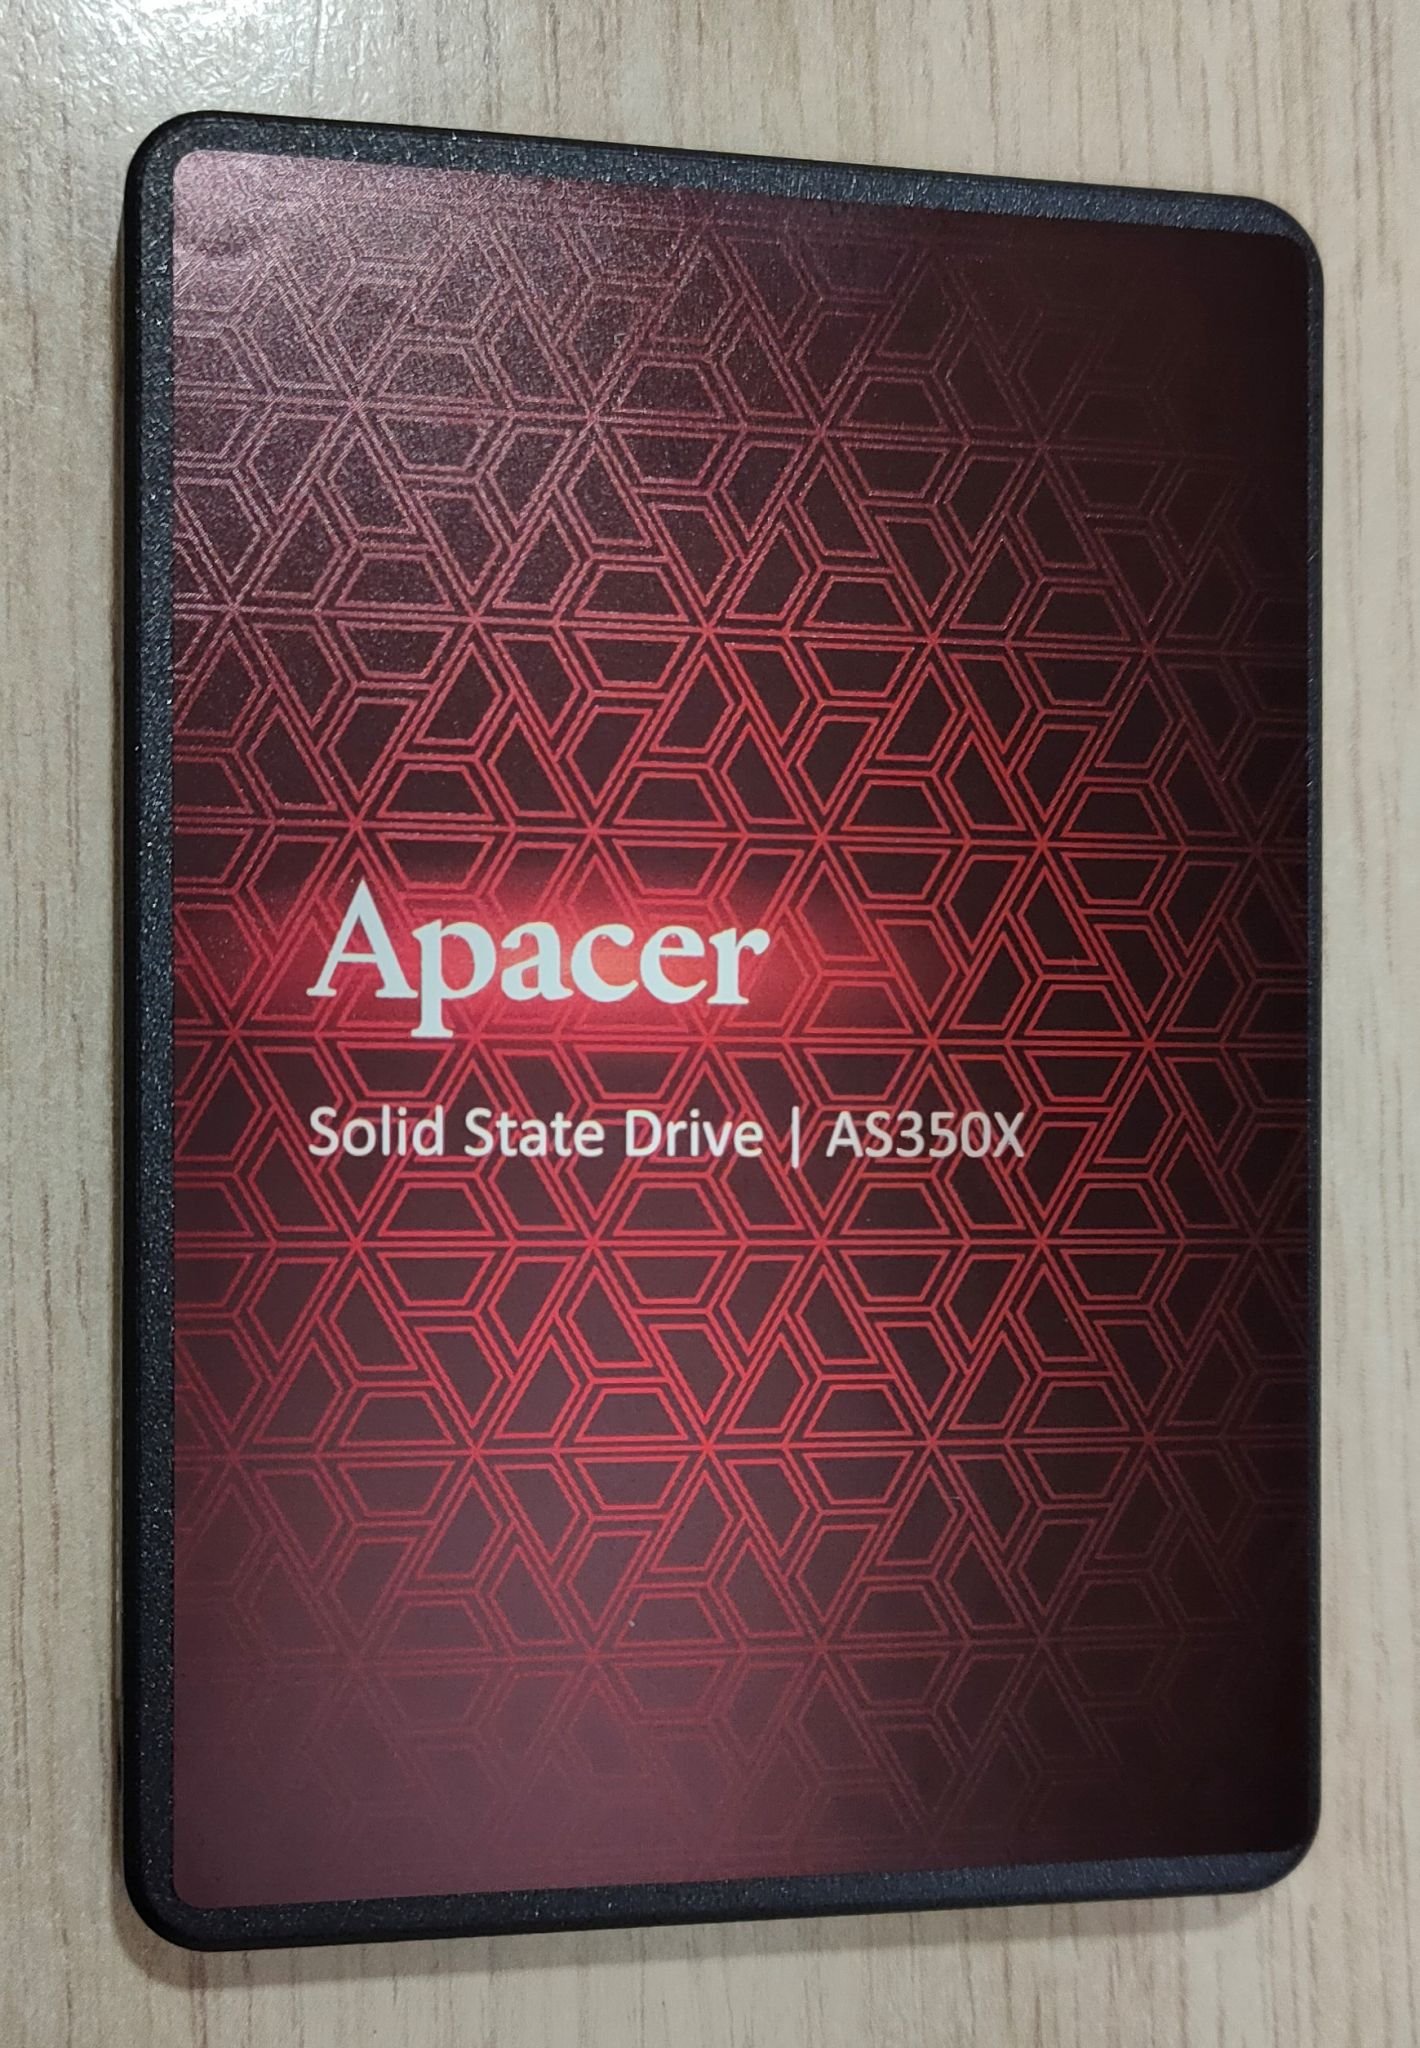 Apacer
Solid State Drive | AS350X